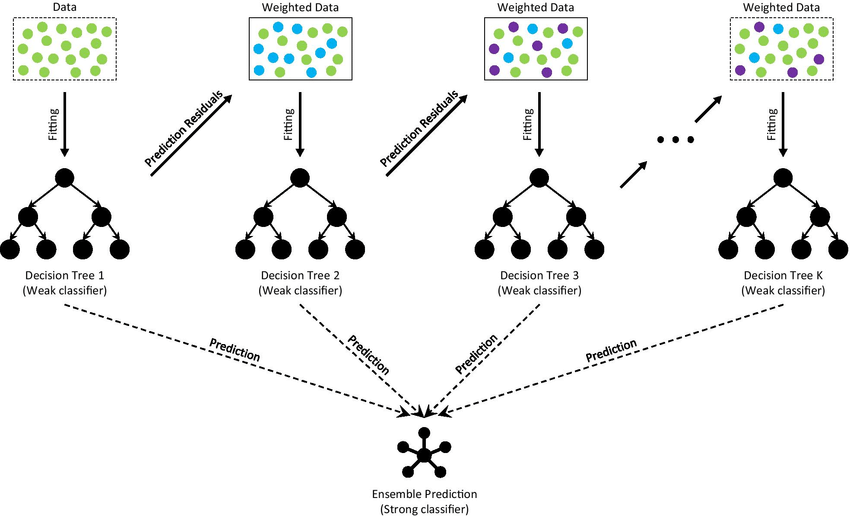 Data
Weighted Data
Weighted Data
Weighted Data
Fitting
Prediction Residuals
Fitting
Prediction Residuals
Fitting
Fitting
Decision Tree 1
(Weak classifier)
Decision Tree 2
(Weak classifier)
Decision Tree 3
(Weak classifier)
Decision Tree K
(Weak classifier)
Prediction
Prediction
Prediction
Prediction
Ensemble Prediction
(Strong classifier)